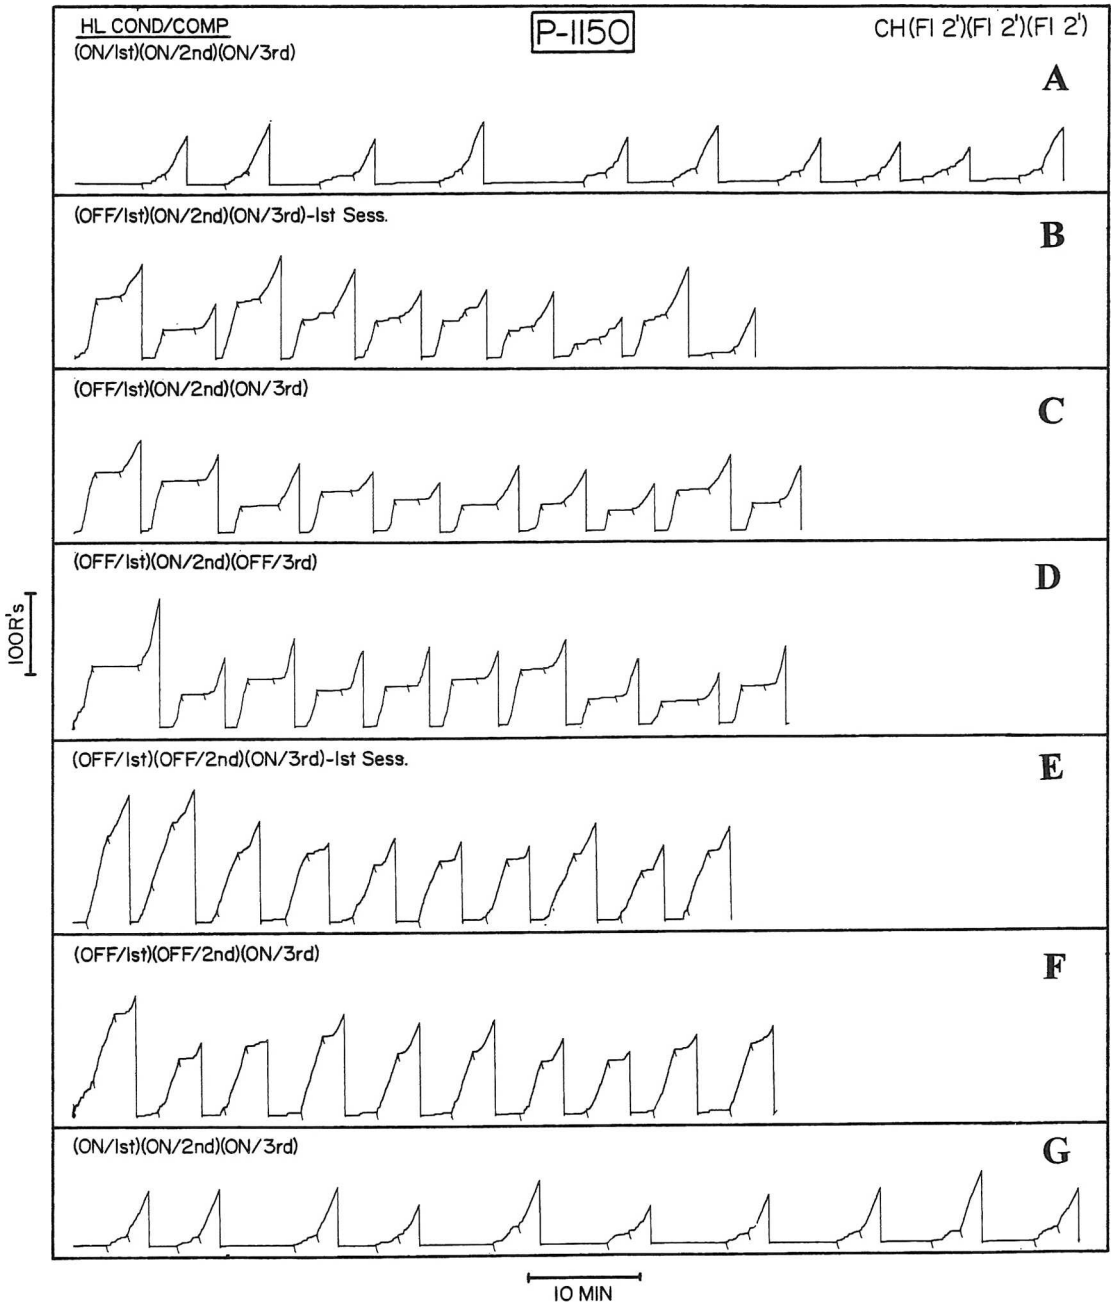 HL COND/COMP
P-1150
CH(FI 2')(FI 2')(FI 2')
(ON/1st)(ON/2nd)(ON/3rd)
A
(OFF/1st)(ON/2nd)(ON/3rd)-1st Sess.
B
(OFF/1st)(ON/2nd)(ON/3rd)
C
(OFF/1st)(ON/2nd)(OFF/3rd)
D
100R's
(OFF/1st)(OFF/2nd)(ON/3rd)-1st Sess.
E
(OFF/1st)(OFF/2nd)(ON/3rd)
F
(ON/1st)(ON/2nd)(ON/3rd)
G
10 MIN